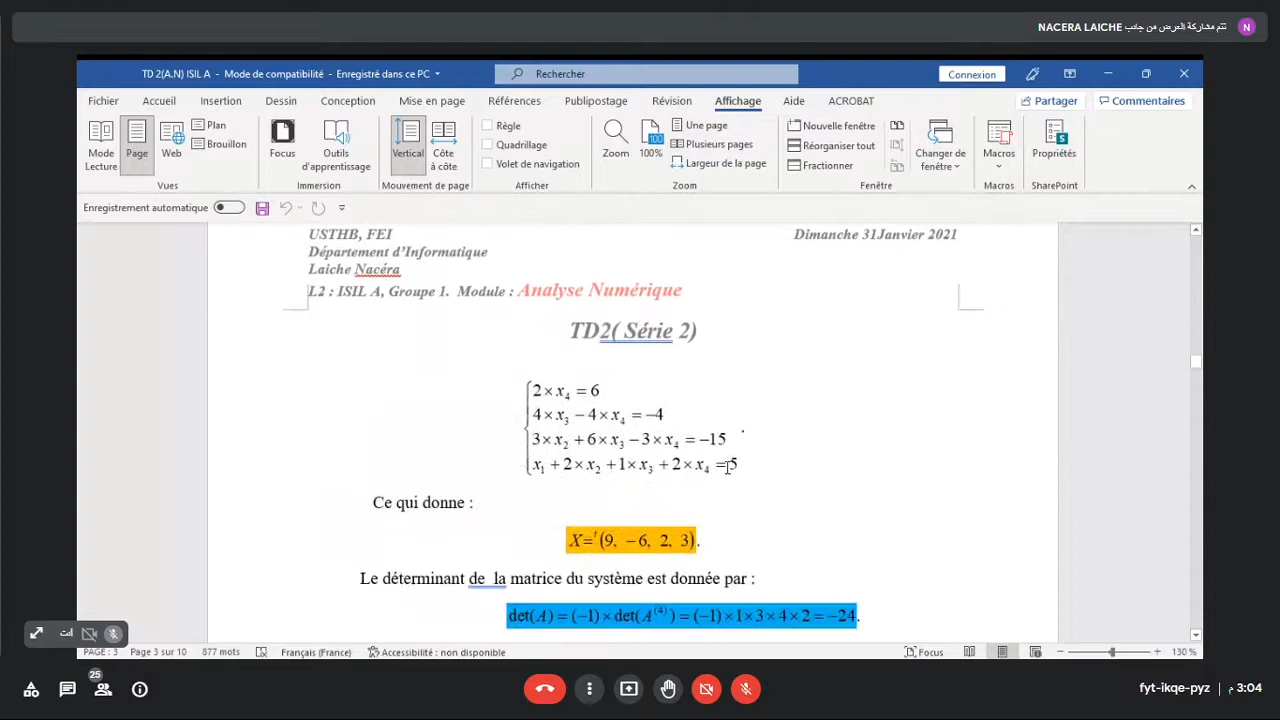 تتم مشاركة العرض من جانب NACERA LAICHE
N
TD 2(A.N) ISIL A - Mode de compatibilité - Enregistré dans ce PC
Rechercher
Connexion
Fichier Accueil Insertion Dessin Conception Mise en page Références Publipostage Révision Affichage Aide ACROBAT
Partager Commentaires
Mode Lecture
Page
Web
Plan
Brouillon
Vues
Focus
Outils d'apprentissage
Immersion
Vertical
Côte à côte
Mouvement de page
Règle
Quadrillage
Volet de navigation
Afficher
Zoom
100
100%
Une page
Plusieurs pages
Largeur de la page
Zoom
Nouvelle fenêtre
Réorganiser tout
Fractionner
Changer de fenêtre
Fenêtre
Macros
Macros
Propriétés
SharePoint
Enregistrement automatique
USTHB, FEI Dimanche 31Janvier 2021
Département d'Informatique
Laiche Nacéra
L2 : ISIL A, Groupe 1. Module : Analyse Numérique
TD2( Série 2)
2 × x₄ = 6
4 × x₃ − 4 × x₄ = −4
3 × x₂ + 6 × x₃ − 3 × x₄ = −15
x₁ + 2 × x₂ + 1 × x₃ + 2 × x₄ = 5
.
Ce qui donne :
X=ᵗ(9, −6, 2, 3).
Le déterminant de la matrice du système est donnée par :
det(A) = (−1) × det(A⁽⁴⁾) = (−1) × 1 × 3 × 4 × 2 = −24.
أنت
PAGE : 3 Page 3 sur 10 877 mots Français (France) Accessibilité : non disponible Focus 130 %
25
fyt-ikqe-pyz | 3:04 م